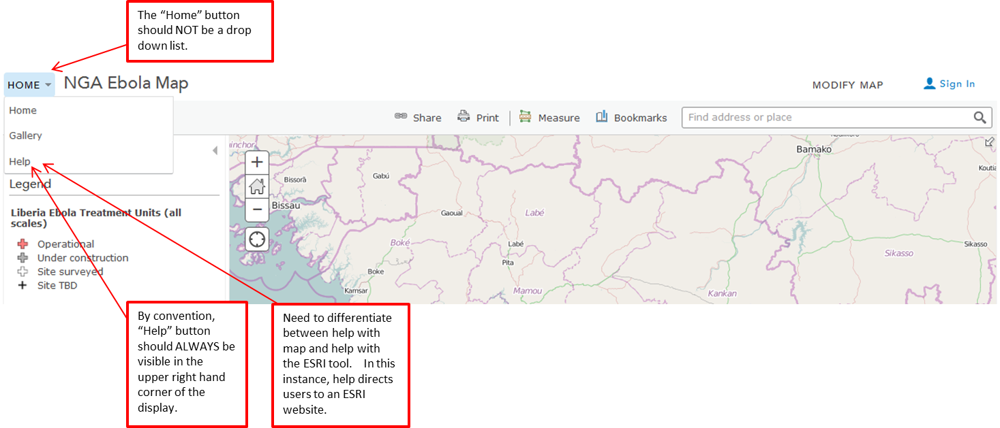 The “Home” button
should NOT be a drop
down list.
HOME
NGA Ebola Map
MODIFY MAP
Sign In
Home
Gallery
Help
Share
Print
Measure
Bookmarks
Find address or place
Legend
Liberia Ebola Treatment Units (all
scales)
Operational
Under construction
Site surveyed
Site TBD
Bissorã
Gabú
Bissau
Gaoual
Labé
Boké
Labé
Pita
Boke
Kamsar
Mamou
Bamako
Koutia
Sikasso
Sikasso
Kankan
By convention,
“Help” button
should ALWAYS be
visible in the
upper right hand
corner of the
display.
Need to differentiate
between help with
map and help with
the ESRI tool. In this
instance, help directs
users to an ESRI
website.